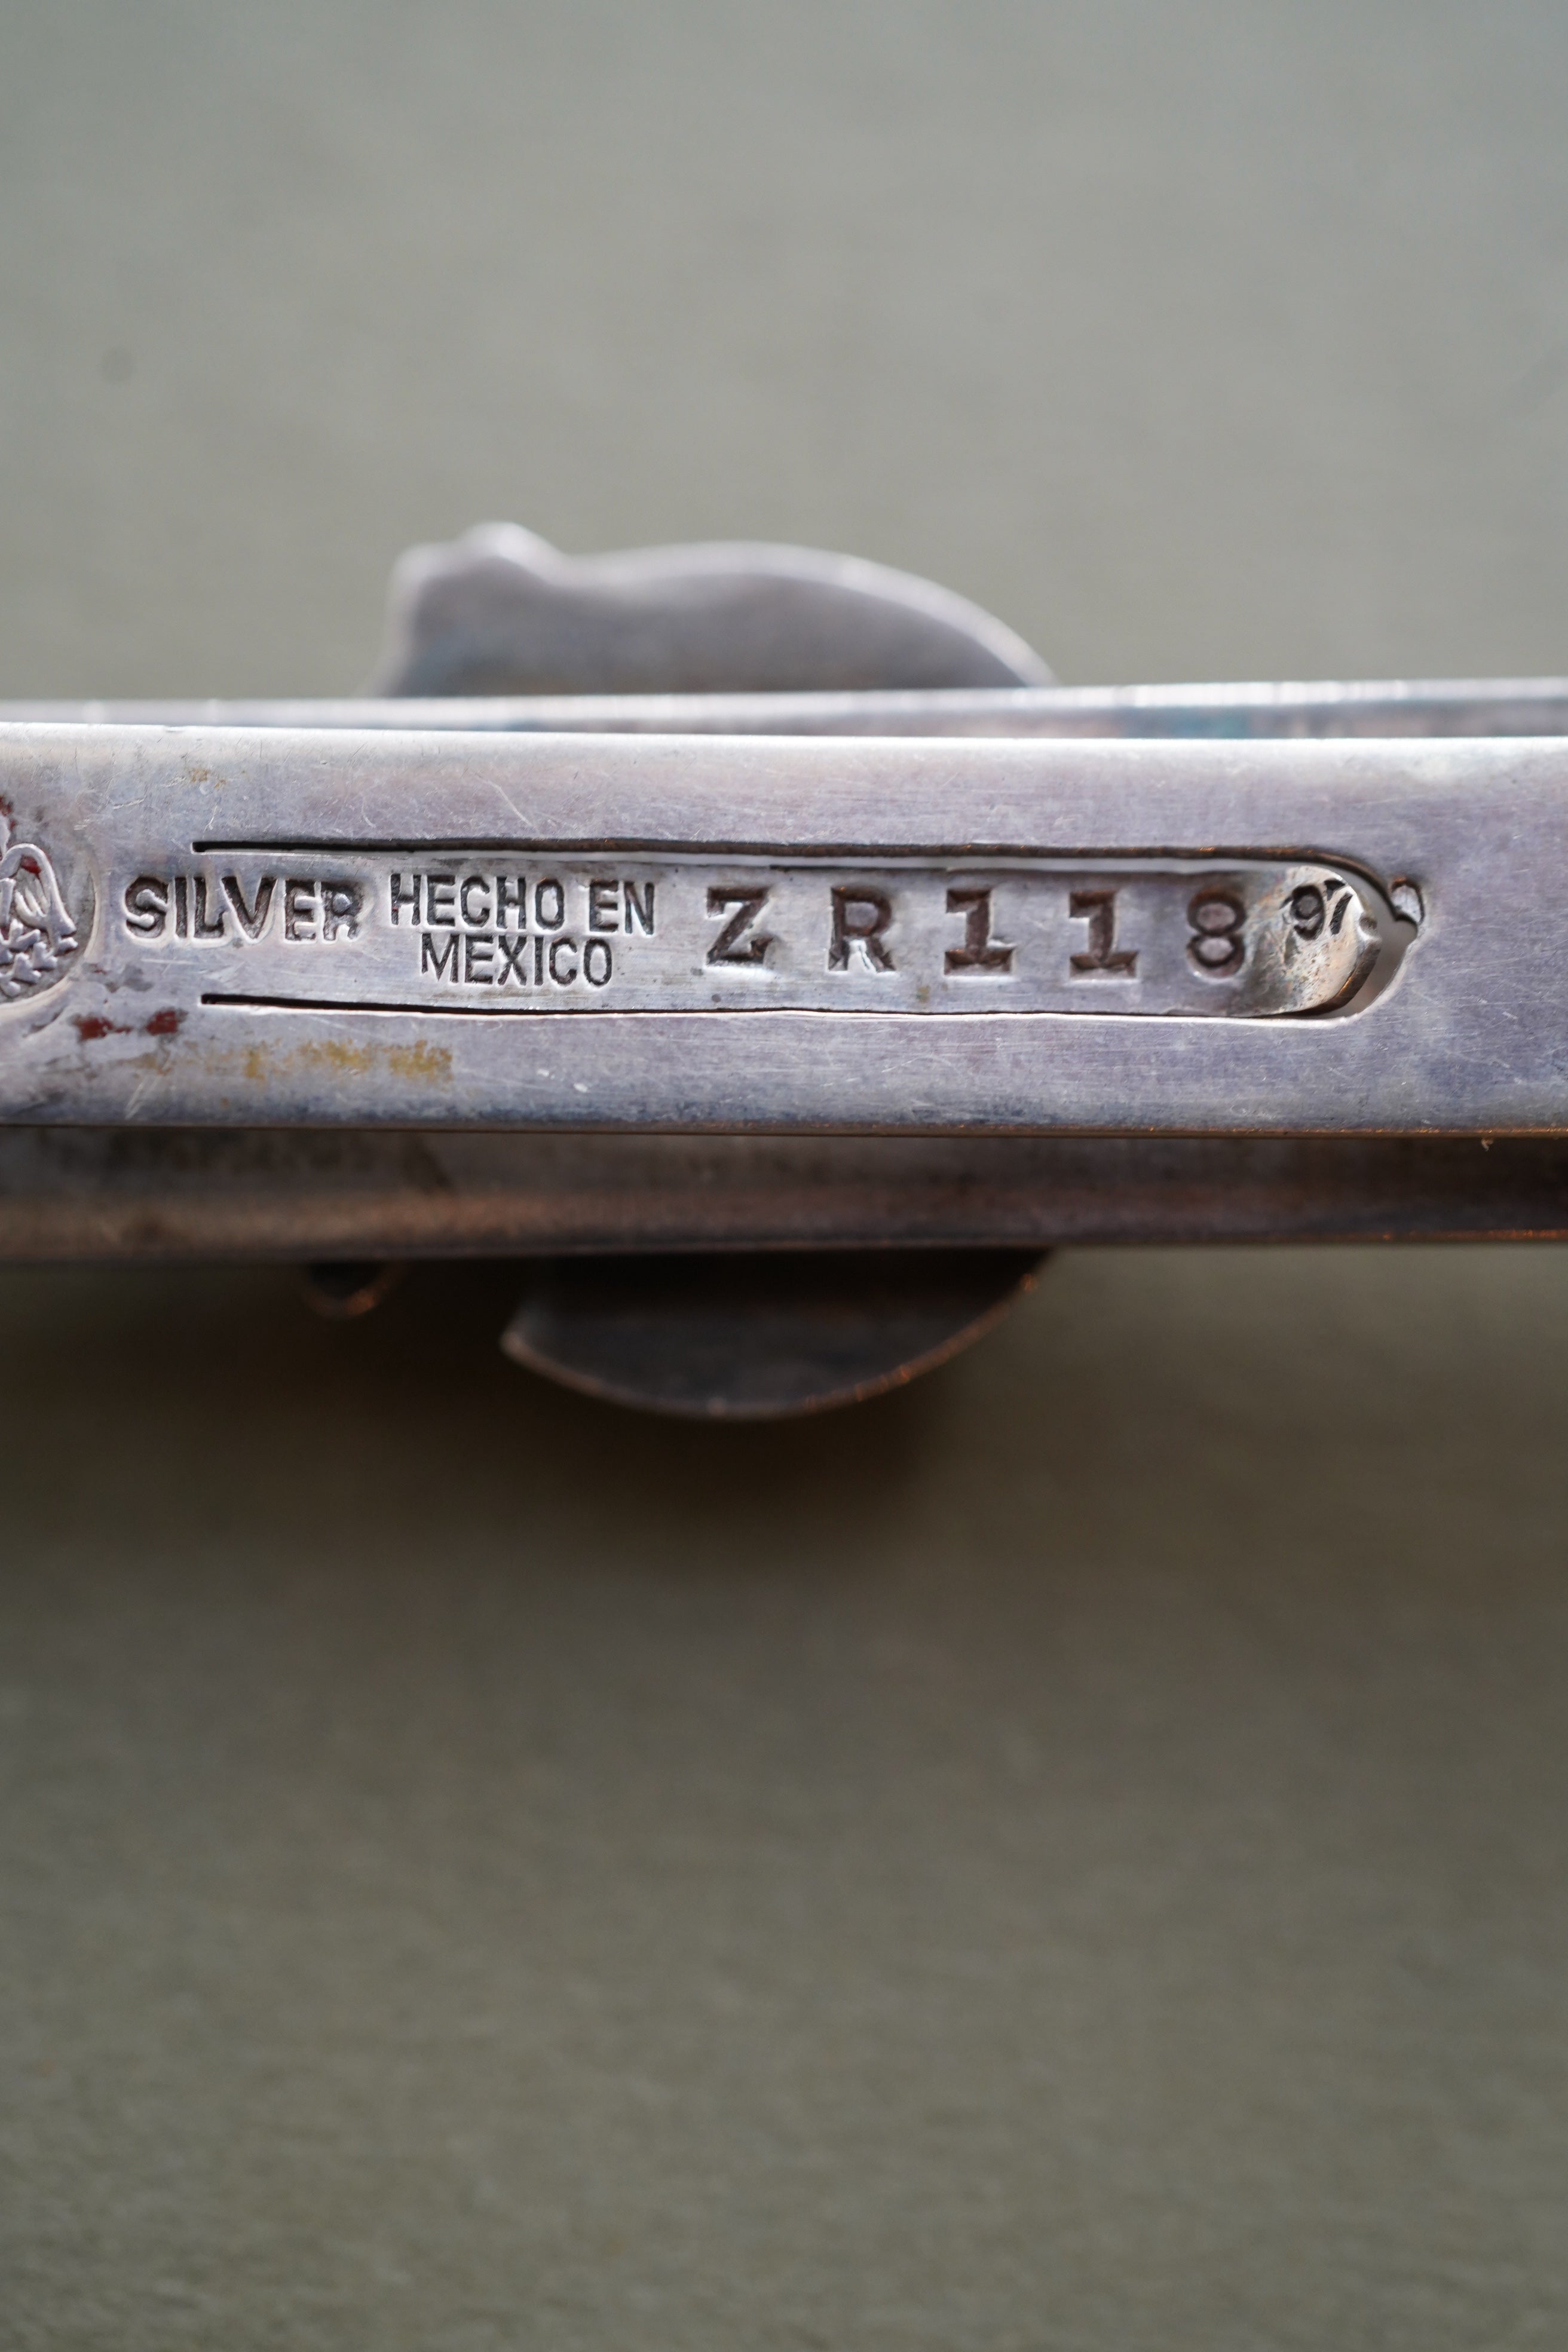 SILVER HECHO EN
MEXICO
ZR118
97